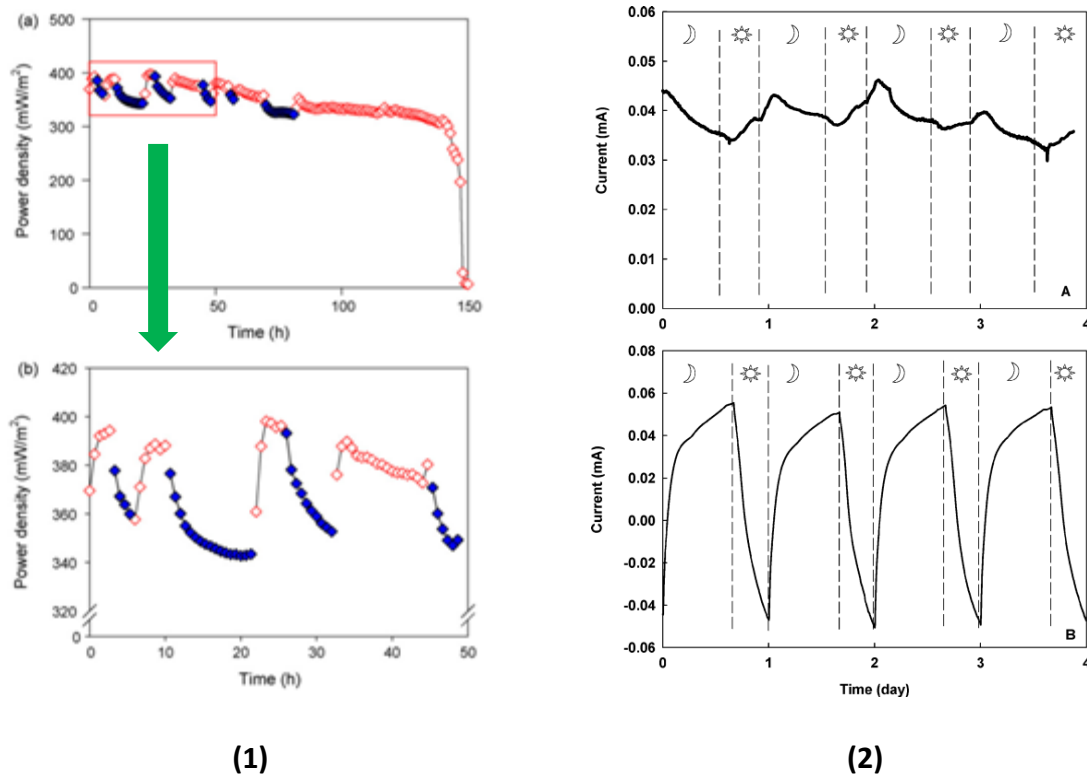 (a)
Power density (mW/m²)
500
400
300
200
100
0
0 50 100 150
Time (h)
(b)
Power density (mW/m²)
420
400
380
360
340
320
0
0 10 20 30 40 50
Time (h)
(1)
Current (mA)
0.06
0.05
0.04
0.03
0.02
0.01
0.00
A
0 1 2 3 4
Current (mA)
0.08
0.06
0.04
0.02
0.00
-0.02
-0.04
-0.06
B
0 1 2 3 4
Time (day)
(2)